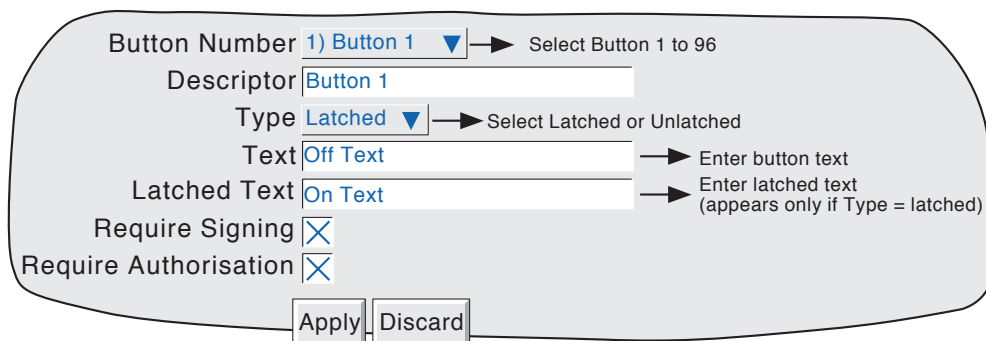 Button Number 1) Button 1 Select Button 1 to 96
Descriptor Button 1
Type Latched Select Latched or Unlatched
Text Off Text Enter button text
Latched Text On Text Enter latched text
(appears only if Type = latched)
Require Signing
Require Authorisation
Apply Discard